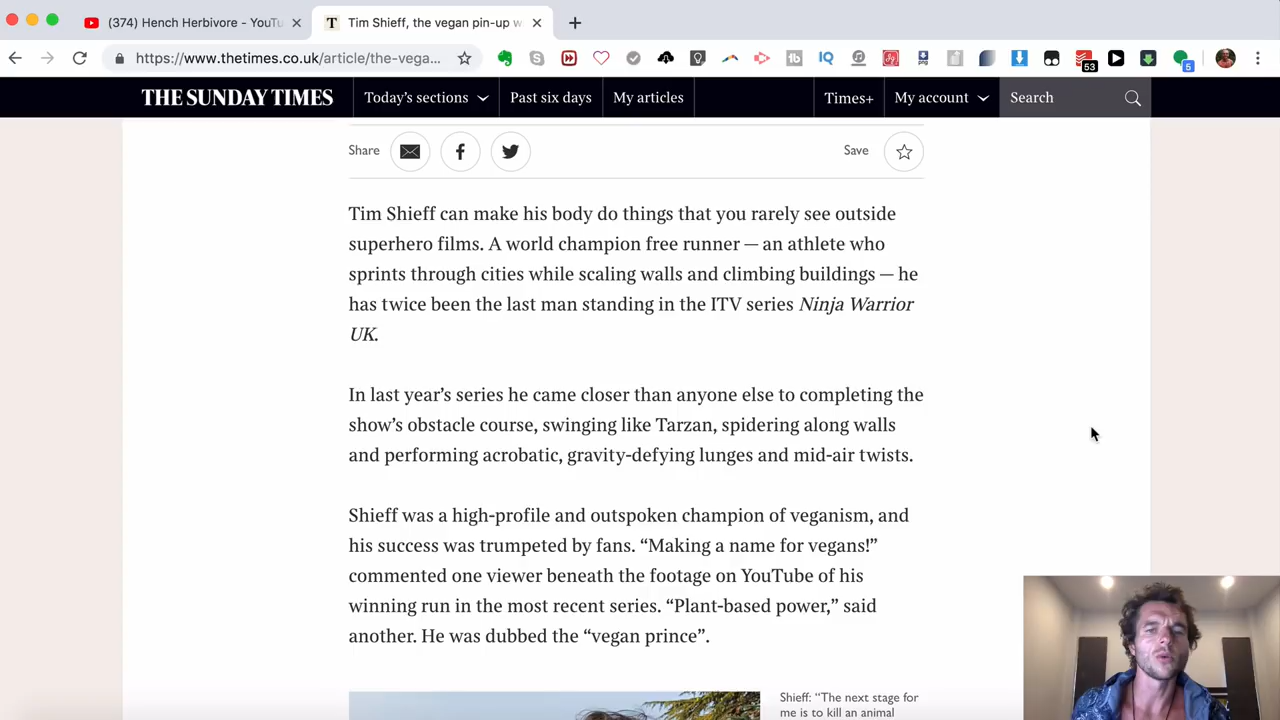 (374) Hench Herbivore - YouTu
Tim Shieff, the vegan pin-up w
https://www.thetimes.co.uk/article/the-vega...
53
5
THE SUNDAY TIMES
Today's sections
Past six days
My articles
Times+
My account
Search
Share
Save
Tim Shieff can make his body do things that you rarely see outside
superhero films. A world champion free runner — an athlete who
sprints through cities while scaling walls and climbing buildings — he
has twice been the last man standing in the ITV series Ninja Warrior
UK.
In last year's series he came closer than anyone else to completing the
show's obstacle course, swinging like Tarzan, spidering along walls
and performing acrobatic, gravity-defying lunges and mid-air twists.
Shieff was a high-profile and outspoken champion of veganism, and
his success was trumpeted by fans. “Making a name for vegans!”
commented one viewer beneath the footage on YouTube of his
winning run in the most recent series. “Plant-based power,” said
another. He was dubbed the “vegan prince”.
Shieff: “The next stage for
me is to kill an animal